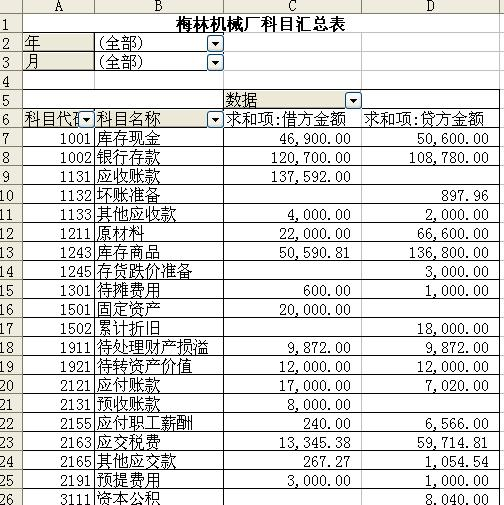 A B C D
1 梅林机械厂科目汇总表
2 年 (全部)
3 月 (全部)
4
5 数据
6 科目代 科目名称 求和项:借方金额 求和项:贷方金额
7 1001 库存现金 46,900.00 50,600.00
8 1002 银行存款 120,700.00 108,780.00
9 1131 应收账款 137,592.00
10 1132 坏账准备 897.96
11 1133 其他应收款 4,000.00 2,000.00
12 1211 原材料 22,000.00 66,600.00
13 1243 库存商品 50,590.81 136,800.00
14 1245 存货跌价准备 3,000.00
15 1301 待摊费用 600.00 1,000.00
16 1501 固定资产 20,000.00
17 1502 累计折旧 18,000.00
18 1911 待处理财产损溢 9,872.00 9,872.00
19 1921 待转资产价值 12,000.00 12,000.00
20 2121 应付账款 17,000.00 7,020.00
21 2131 预收账款 8,000.00
22 2155 应付职工薪酬 240.00 6,566.00
23 2163 应交税费 13,345.38 59,714.81
24 2165 其他应交款 267.27 1,054.54
25 2191 预提费用 3,000.00 1,000.00
26 3111 资本公积 8,040.00